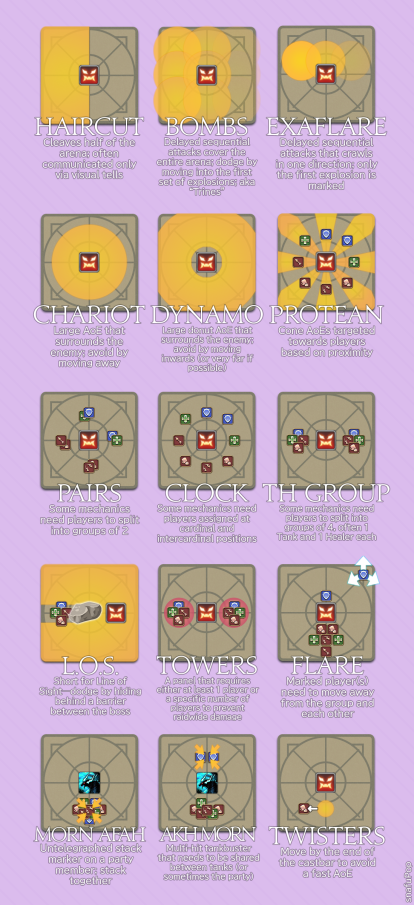 HAIRCUT
Cleaves half of the
arena; often
communicated only
via visual tells
BOMBS
Delayed sequential
attacks cover the
entire arena; dodge by
moving into the first
set of explosions; aka
"Trines"
EXAFLARE
Delayed sequential
attacks that crawls
in one direction; only
the first explosion is
marked
CHARIOT
Large AoE that
surrounds the
enemy; avoid by
moving away
DYNAMO
Large donut AoE that
surrounds the enemy;
avoid by moving
inwards (or very far if
possible)
PROTEAN
Cone AoEs targeted
towards players
based on proximity
PAIRS
Some mechanics
need players to split
into groups of 2
CLOCK
Some mechanics need
players assigned at
cardinal and
intercardinal positions
TH GROUP
Some mechanics need
players to split into
groups of 4, often 1
Tank and 1 Healer each
L.O.S.
Short for Line of
Sight—dodge by hiding
behind a barrier
between the boss
TOWERS
A panel that requires
either at least 1 player or
a specific number of
players to prevent
raidwide damage
FLARE
Marked player(s)
need to move away
from the group and
each other
MORN AFAH
Untelegraphed stack
marker on a party
member; stack
together
AKH MORN
Multi-hit tankbuster
that needs to be shared
between tanks (or
sometimes the party)
TWISTERS
Move by the end of
the castbar to avoid
a fast AoE